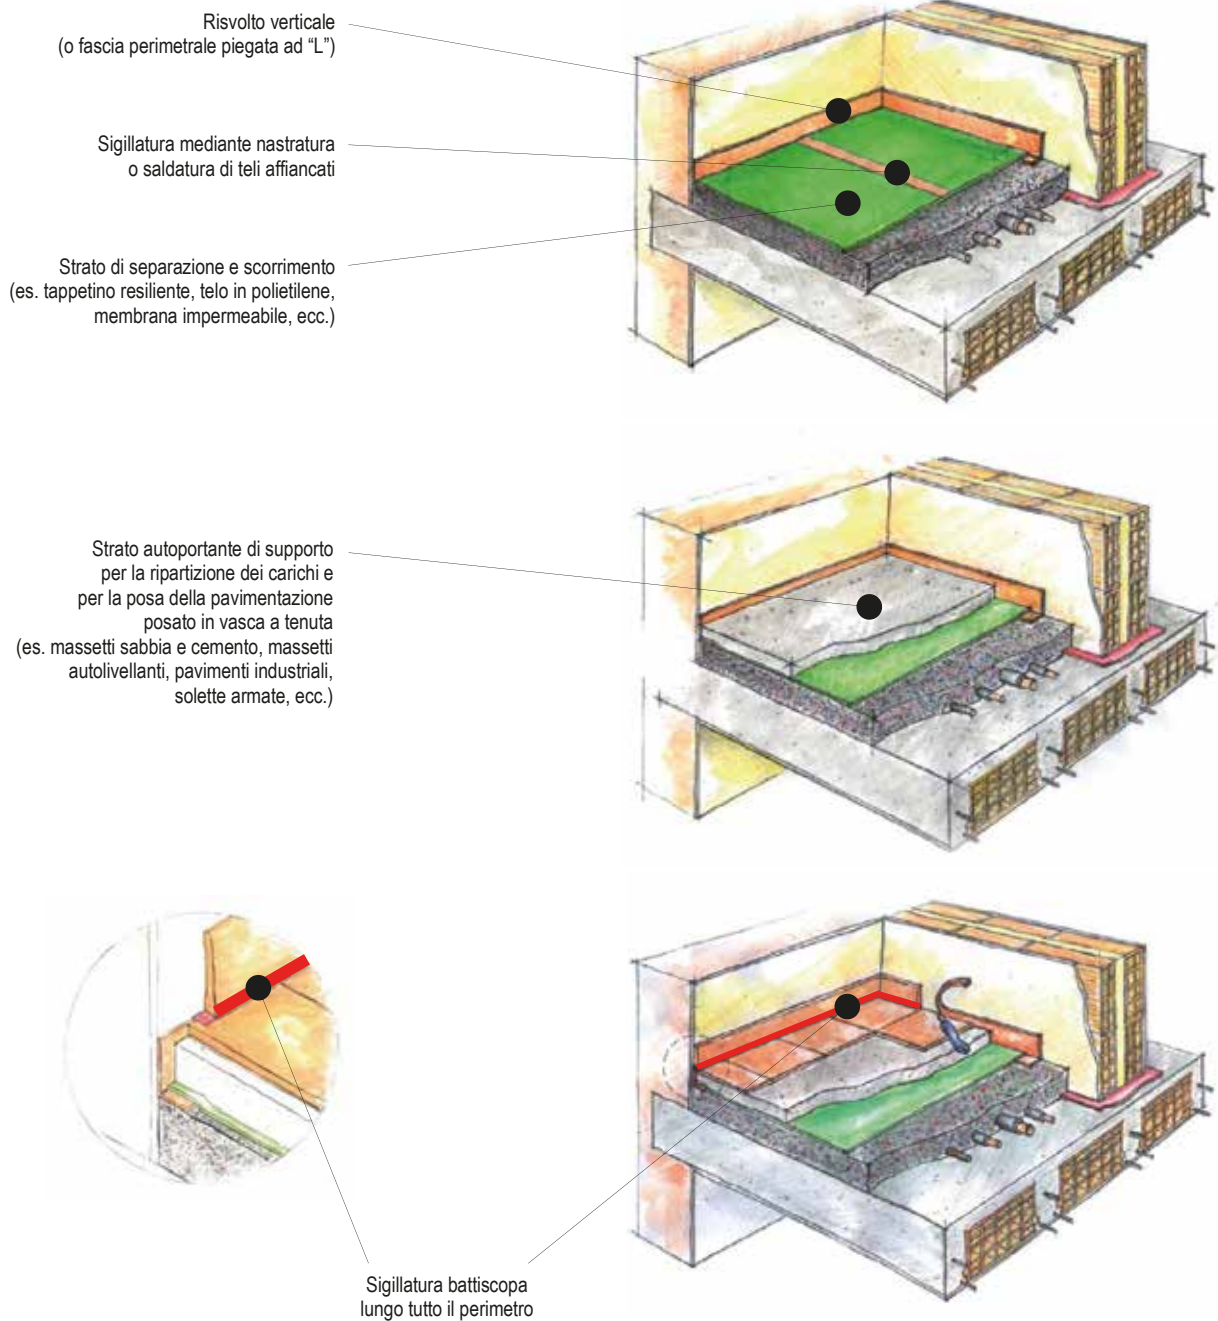 Risvolto verticale
(o fascia perimetrale piegata ad “L”)
Sigillatura mediante nastratura
o saldatura di teli affiancati
Strato di separazione e scorrimento
(es. tappetino resiliente, telo in polietilene,
membrana impermeabile, ecc.)
Strato autoportante di supporto
per la ripartizione dei carichi e
per la posa della pavimentazione
posato in vasca a tenuta
(es. massetti sabbia e cemento, massetti
autolivellanti, pavimenti industriali,
solette armate, ecc.)
Sigillatura battiscopa
lungo tutto il perimetro